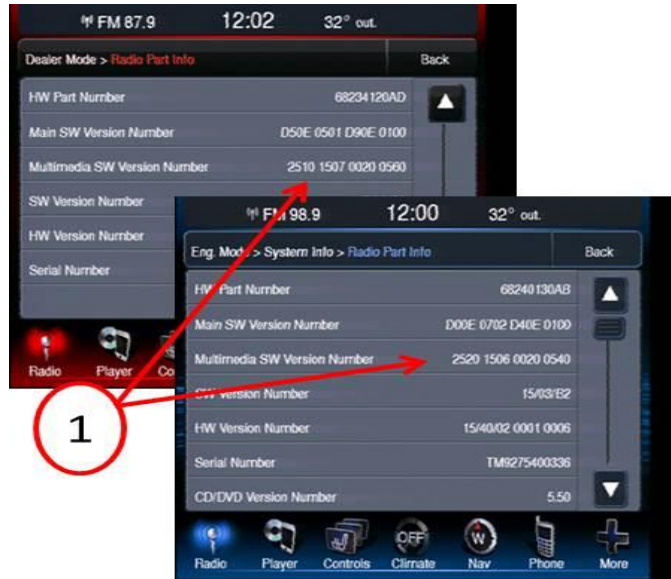 FM 87.9 12:02 32° out.
Dealer Mode > Radio Part Info Back
HW Part Number 68234120AD
Main SW Version Number D50E 0501 D90E 0100
Multimedia SW Version Number 2510 1507 0020 0560
SW Version Number
HW Version Number
Serial Number
Radio Player
1
FM 98.9 12:00 32° out.
Eng. Mode > System Info > Radio Part Info Back
HW Part Number 68240130AB
Main SW Version Number D00E 0702 D40E 0100
Multimedia SW Version Number 2520 1506 0020 0540
SW Version Number 15/03/B2
HW Version Number 15/40/02 0001 0006
Serial Number TM9275400336
CD/DVD Version Number 5.50
OFF W
Radio Player Controls Climate Nav Phone More